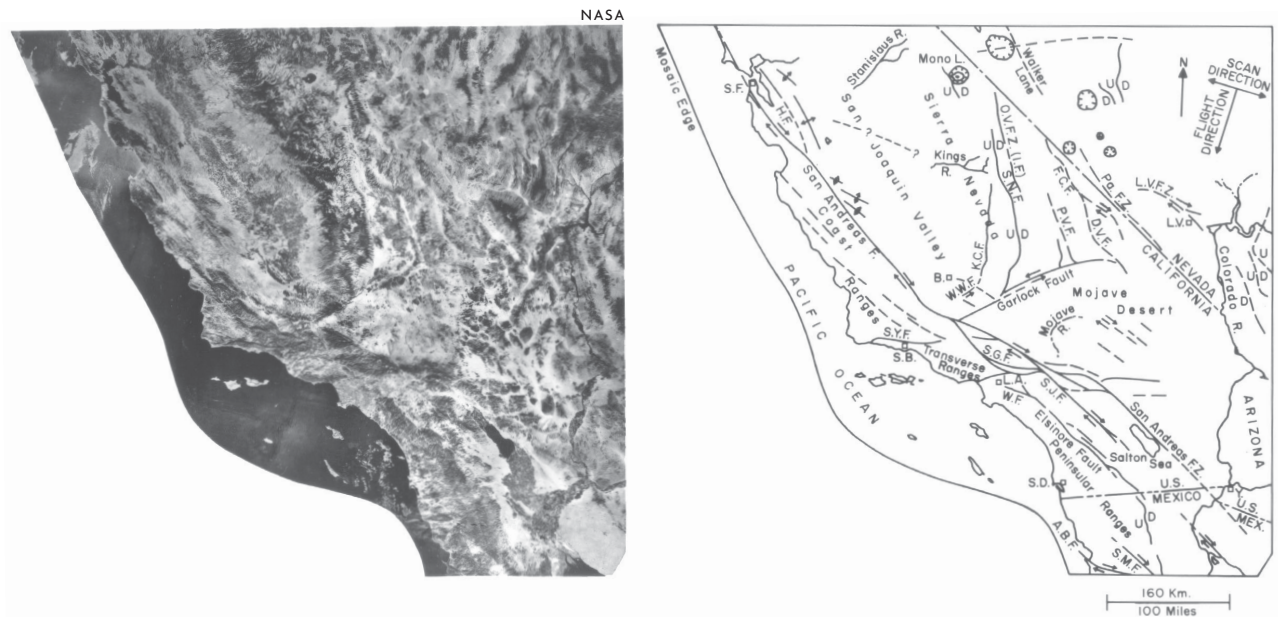 NASA
Mosaic Edge
S.F.
H.F.
Stanislaus R.
Mono L.
U D
Walker
Lane
U
D
D
N
SCAN
DIRECTION
FLIGHT
DIRECTION
San ? Joaquin Valley
?
Sierra
Nevada
Kings
R.
O.V.F.Z. (I.F.)
U D
S.N.F.
U D
K.C.F.
F.C.F.
Pa. F.Z.
P.V.F.
D.V.F.
L.V.F.Z.
L.V.
NEVADA
CALIFORNIA
Colorado R.
U
U D
D
San Andreas F.
Coast
Ranges
B.
W.W.F.
Garlock Fault
Mojave
Desert
Mojave
R.
PACIFIC
OCEAN
S.Y.F.
S.B.
Transverse
Ranges
S.G.F.
L.A.
W.F.
S.J.F.
San Andreas F.Z.
Elsinore Fault
Peninsular
Ranges
Salton
Sea
ARIZONA
S.D.
U.S.
MEXICO
U.S.
MEX.
U D
A.B.F.
S.M.F.
160 Km.
100 Miles